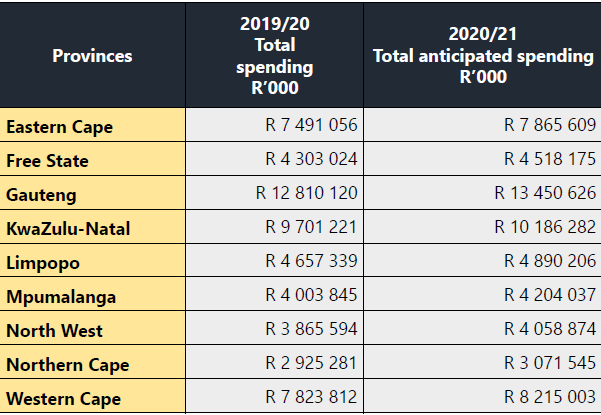 Provinces
2019/20
Total
spending
R'000
2020/21
Total anticipated spending
R'000
Eastern Cape R 7 491 056 R 7 865 609
Free State R 4 303 024 R 4 518 175
Gauteng R 12 810 120 R 13 450 626
KwaZulu-Natal R 9 701 221 R 10 186 282
Limpopo R 4 657 339 R 4 890 206
Mpumalanga R 4 003 845 R 4 204 037
North West R 3 865 594 R 4 058 874
Northern Cape R 2 925 281 R 3 071 545
Western Cape R 7 823 812 R 8 215 003